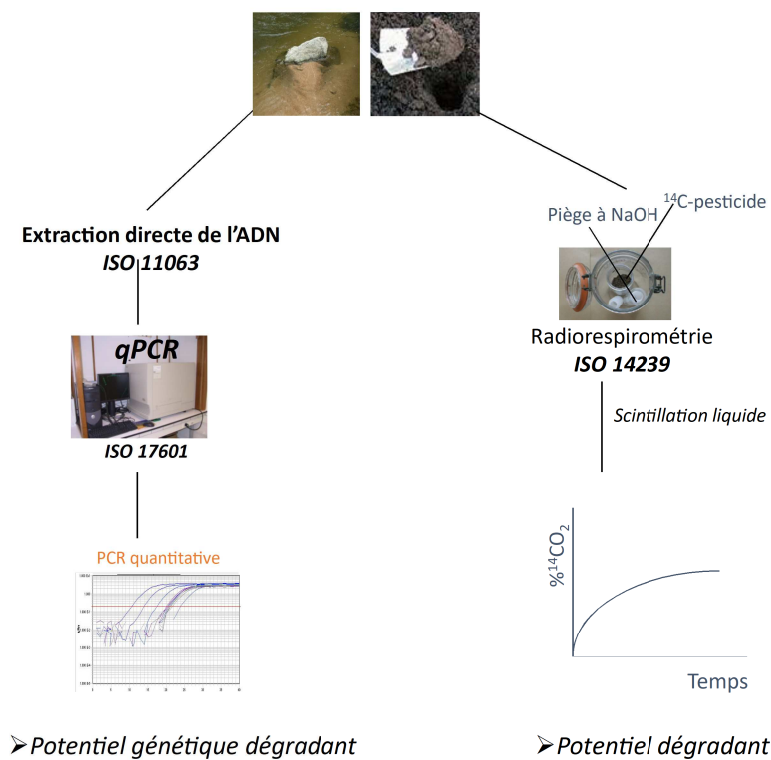 Extraction directe de l'ADN
ISO 11063
qPCR
ISO 17601
PCR quantitative
Piège à NaOH
14C-pesticide
Radiorespirométrie
ISO 14239
Scintillation liquide
%14CO2
Temps
➢Potentiel génétique dégradant
➢Potentiel dégradant